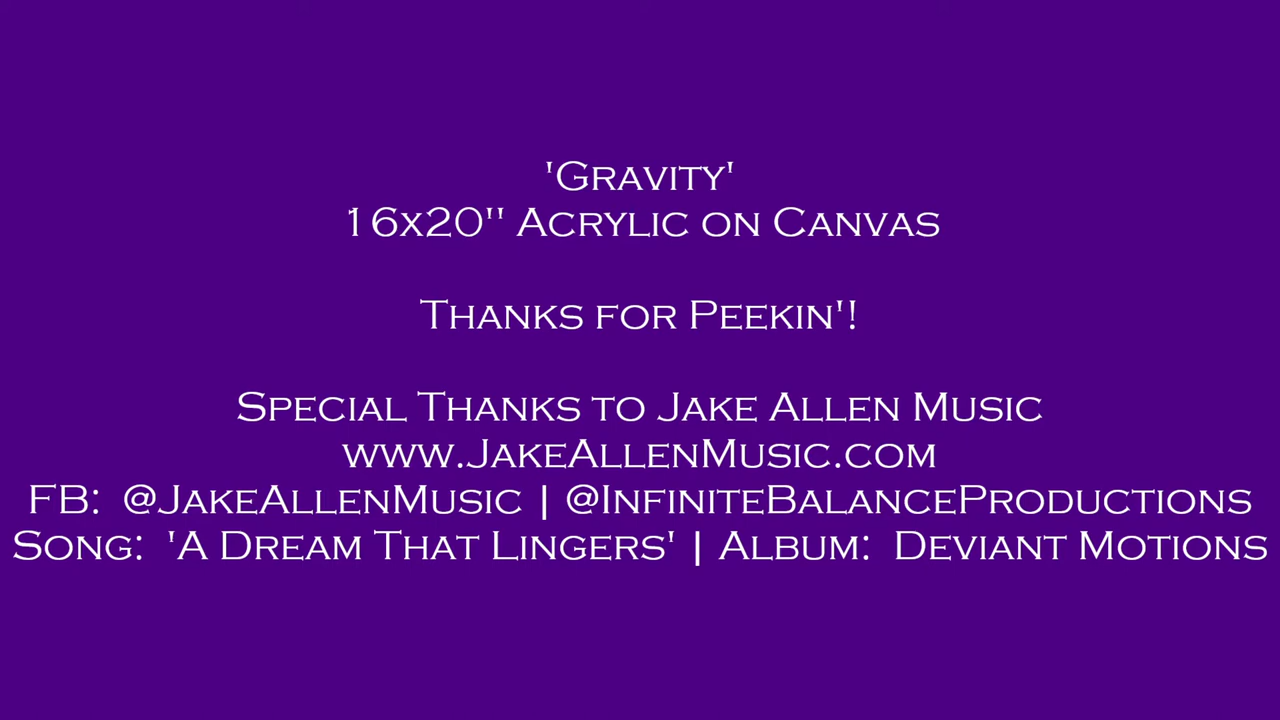 'Gravity'
16x20" Acrylic on Canvas
Thanks for Peekin'!
Special Thanks to Jake Allen Music
www.JakeAllenMusic.com
FB: @JakeAllenMusic | @InfiniteBalanceProductions
Song: 'A Dream That Lingers' | Album: Deviant Motions